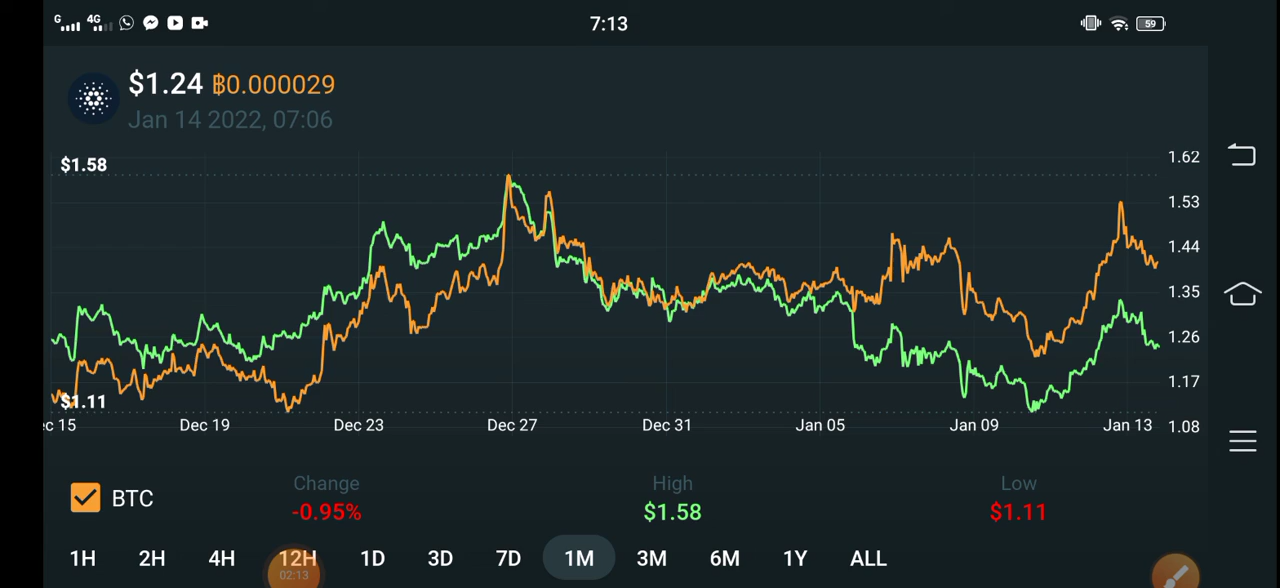 G 4G 7:13 59
$1.24 ฿0.000029
Jan 14 2022, 07:06
$1.58
1.62
1.53
1.44
1.35
1.26
1.17
$1.11
1.08
c 15 Dec 19 Dec 23 Dec 27 Dec 31 Jan 05 Jan 09 Jan 13
BTC
Change High Low
-0.95% $1.58 $1.11
1H 2H 4H 12H 1D 3D 7D 1M 3M 6M 1Y ALL
02:13